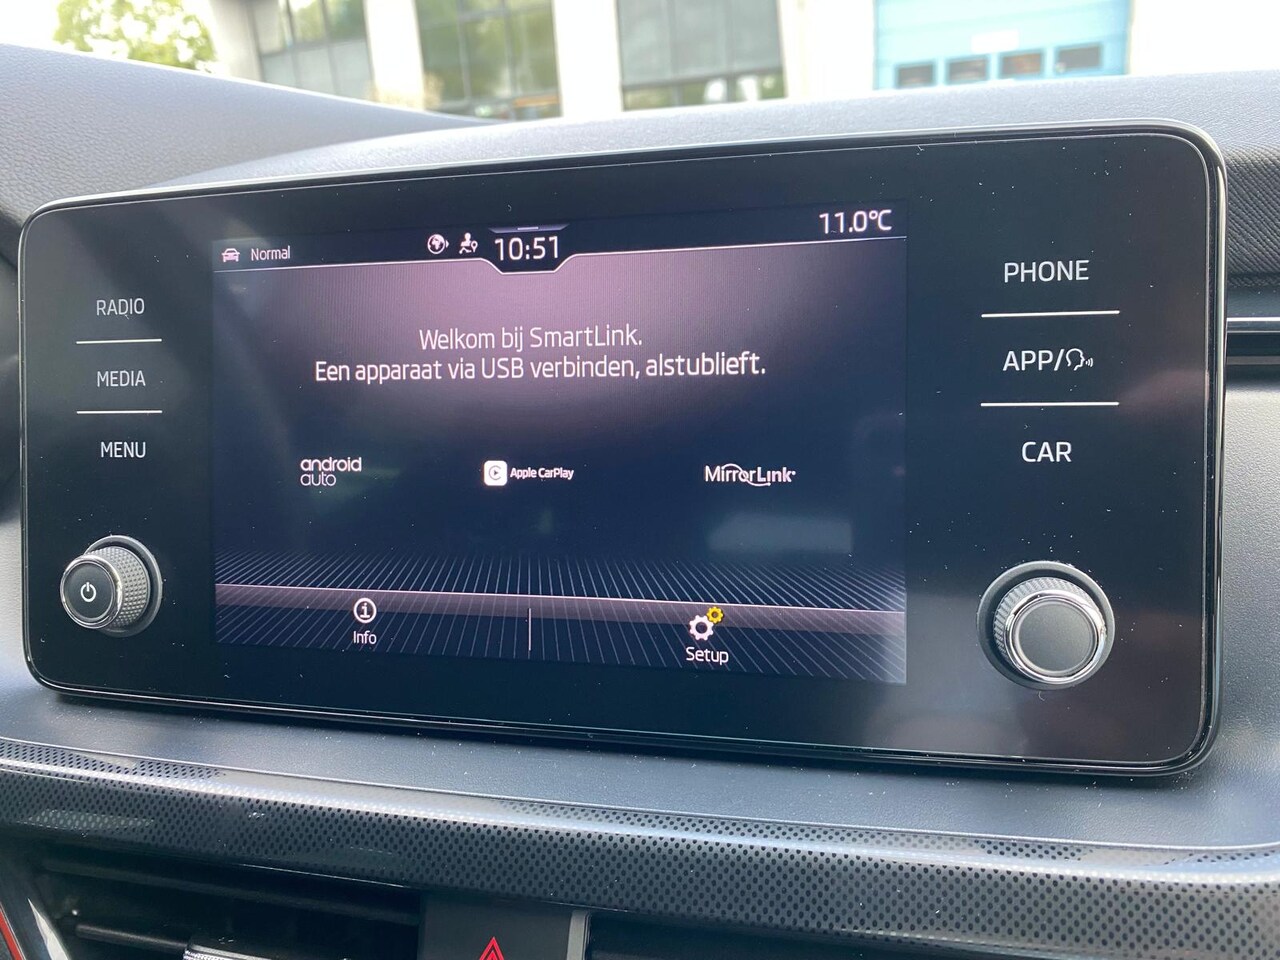 Normal
10:51
11.0°C
RADIO
MEDIA
MENU
Welkom bij SmartLink.
Een apparaat via USB verbinden, alstublieft.
android
auto
Apple CarPlay
MirrorLink
Info
Setup
PHONE
APP/
CAR